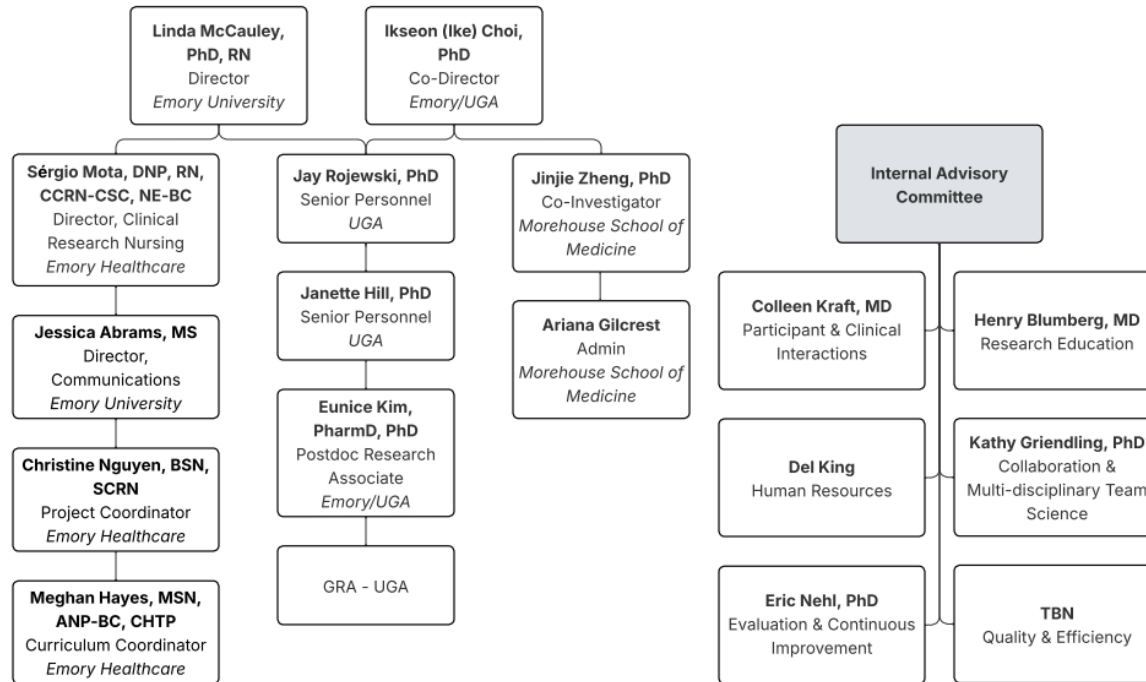 Linda McCauley,
PhD, RN
Director
Emory University
Ikseon (Ike) Choi,
PhD
Co-Director
Emory/UGA
Sérgio Mota, DNP, RN,
CCRN-CSC, NE-BC
Director, Clinical
Research Nursing
Emory Healthcare
Jay Rojewski, PhD
Senior Personnel
UGA
Jinjie Zheng, PhD
Co-Investigator
Morehouse School of
Medicine
Internal Advisory
Committee
Jessica Abrams, MS
Director,
Communications
Emory University
Janette Hill, PhD
Senior Personnel
UGA
Ariana Gilcrest
Admin
Morehouse School of
Medicine
Colleen Kraft, MD
Participant & Clinical
Interactions
Henry Blumberg, MD
Research Education
Christine Nguyen, BSN,
SCRN
Project Coordinator
Emory Healthcare
Eunice Kim,
PharmD, PhD
Postdoc Research
Associate
Emory/UGA
Del King
Human Resources
Kathy Griendling, PhD
Collaboration &
Multi-disciplinary Team
Science
Meghan Hayes, MSN,
ANP-BC, CHTP
Curriculum Coordinator
Emory Healthcare
GRA - UGA
Eric Nehl, PhD
Evaluation & Continuous
Improvement
TBN
Quality & Efficiency